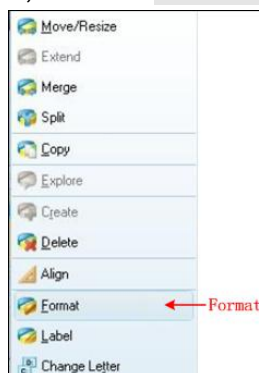 Move/Resize
Extend
Merge
Split
Copy
Explore
Create
Delete
Align
Format Format
Label
Change Letter